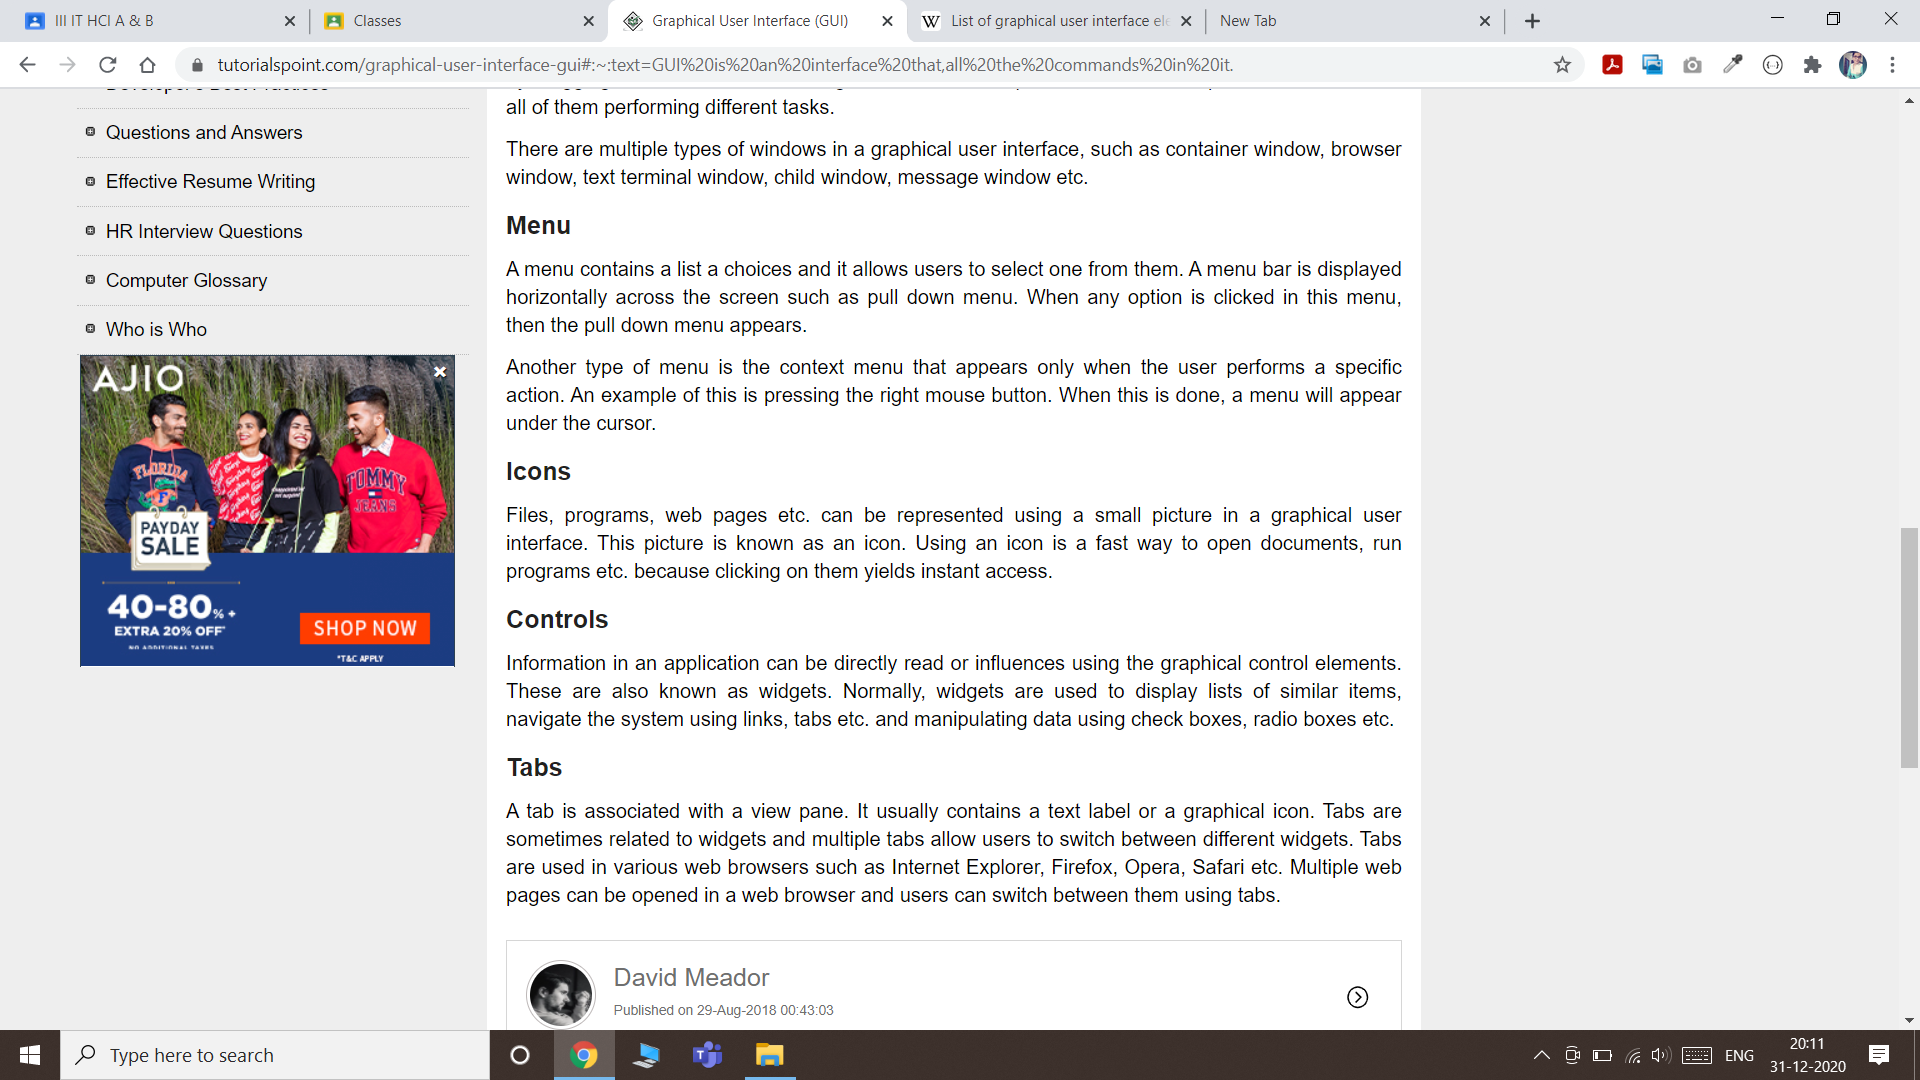 III IT HCI A & B
Classes
Graphical User Interface (GUI)
List of graphical user interface ele
New Tab
tutorialspoint.com/graphical-user-interface-gui#:~:text=GUI%20is%20an%20interface%20that,all%20the%20commands%20in%20it.
Questions and Answers
Effective Resume Writing
HR Interview Questions
Computer Glossary
Who is Who
AJIO
FLORIDA
TOMMY
JEANS
PAYDAY
SALE
40-80% +
EXTRA 20% OFF*
NO ADDITIONAL TAXES
SHOP NOW
*T&C APPLY
all of them performing different tasks.
There are multiple types of windows in a graphical user interface, such as container window, browser
window, text terminal window, child window, message window etc.
Menu
A menu contains a list a choices and it allows users to select one from them. A menu bar is displayed
horizontally across the screen such as pull down menu. When any option is clicked in this menu,
then the pull down menu appears.
Another type of menu is the context menu that appears only when the user performs a specific
action. An example of this is pressing the right mouse button. When this is done, a menu will appear
under the cursor.
Icons
Files, programs, web pages etc. can be represented using a small picture in a graphical user
interface. This picture is known as an icon. Using an icon is a fast way to open documents, run
programs etc. because clicking on them yields instant access.
Controls
Information in an application can be directly read or influences using the graphical control elements.
These are also known as widgets. Normally, widgets are used to display lists of similar items,
navigate the system using links, tabs etc. and manipulating data using check boxes, radio boxes etc.
Tabs
A tab is associated with a view pane. It usually contains a text label or a graphical icon. Tabs are
sometimes related to widgets and multiple tabs allow users to switch between different widgets. Tabs
are used in various web browsers such as Internet Explorer, Firefox, Opera, Safari etc. Multiple web
pages can be opened in a web browser and users can switch between them using tabs.
David Meador
Published on 29-Aug-2018 00:43:03
Type here to search
ENG
20:11
31-12-2020